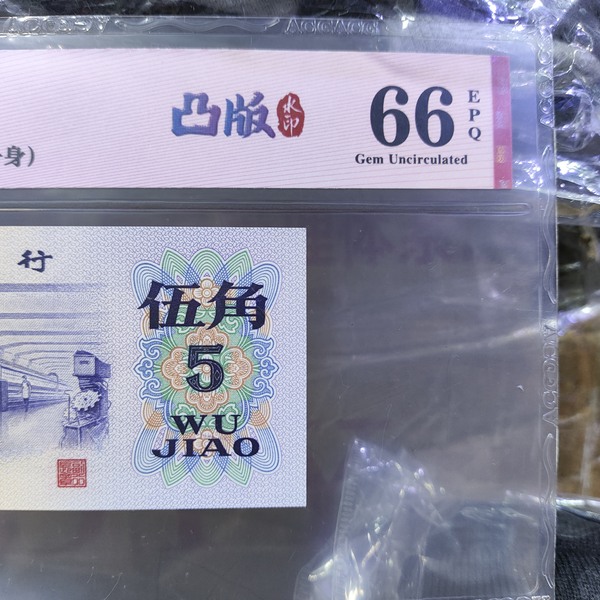 凸版
水印
66
EPQ
身)
Gem Uncirculated
行
伍角
5
WU
JIAO